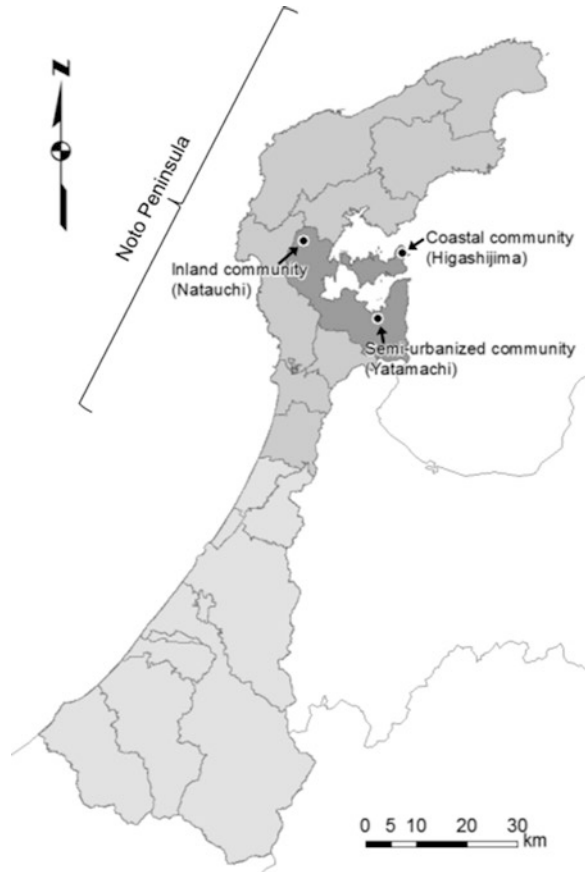 N
Noto Peninsula
Coastal community
(Higashijima)
Inland community
(Natauchi)
Semi-urbanized community
(Yatamachi)
0 5 10 20 30
km